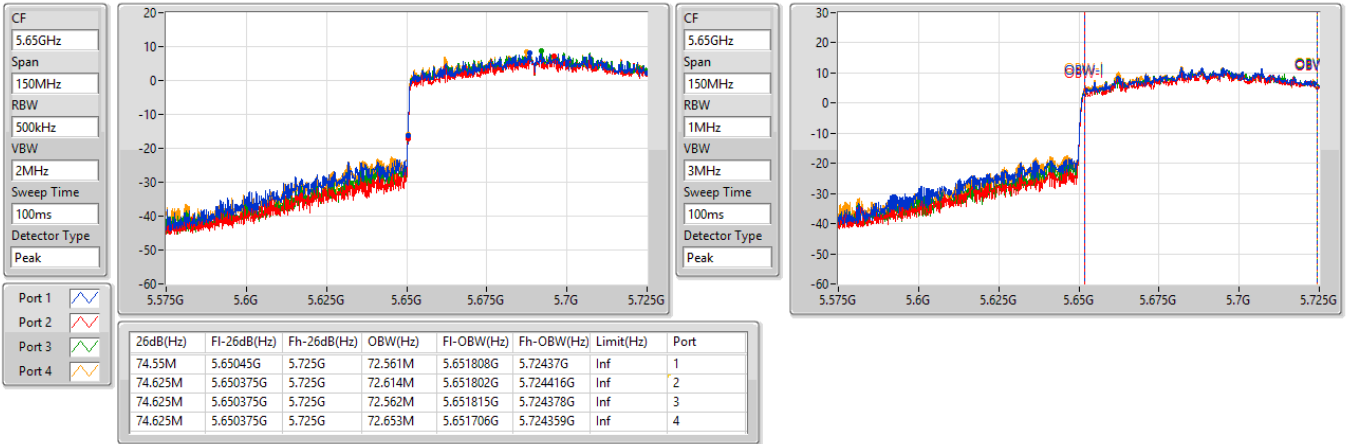 CF
5.65GHz
Span
150MHz
RBW
500kHz
VBW
2MHz
Sweep Time
100ms
Detector Type
Peak
20
10
0
-10
-20
-30
-40
-50
-60
5.575G 5.6G 5.625G 5.65G 5.675G 5.7G 5.725G
CF
5.65GHz
Span
150MHz
RBW
1MHz
VBW
3MHz
Sweep Time
100ms
Detector Type
Peak
30
20
10
0
-10
-20
-30
-40
-50
-60
OBW-
OBV
5.575G 5.6G 5.625G 5.65G 5.675G 5.7G 5.725G
Port 1
Port 2
Port 3
Port 4
26dB(Hz) Fl-26dB(Hz) Fh-26dB(Hz) OBW(Hz) Fl-OBW(Hz) Fh-OBW(Hz) Limit(Hz) Port
74.55M 5.65045G 5.725G 72.561M 5.651808G 5.72437G Inf 1
74.625M 5.650375G 5.725G 72.614M 5.651802G 5.724416G Inf 2
74.625M 5.650375G 5.725G 72.562M 5.651815G 5.724378G Inf 3
74.625M 5.650375G 5.725G 72.653M 5.651706G 5.724359G Inf 4